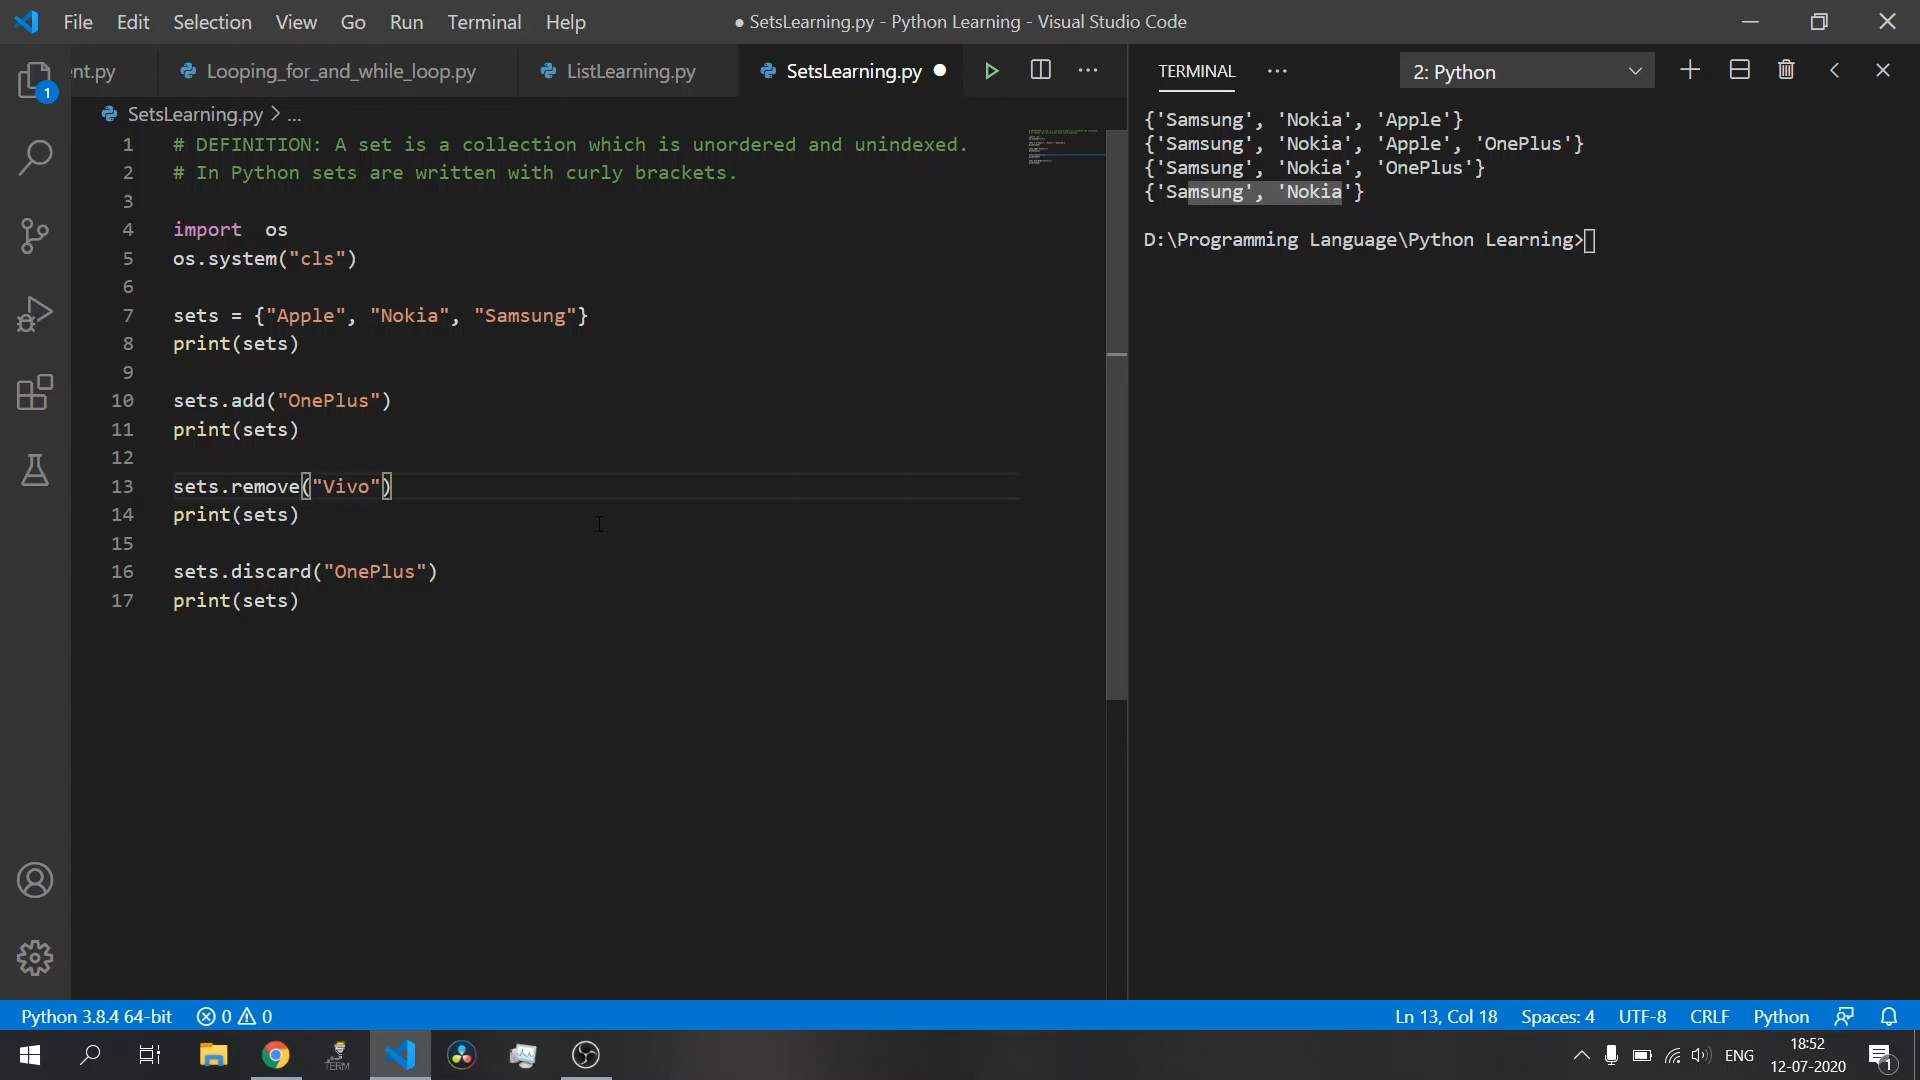 File Edit Selection View Go Run Terminal Help
● SetsLearning.py - Python Learning - Visual Studio Code
1
nt.py
Looping_for_and_while_loop.py
ListLearning.py
SetsLearning.py
SetsLearning.py > ...
1 # DEFINITION: A set is a collection which is unordered and unindexed.
2 # In Python sets are written with curly brackets.
3
4 import  os
5 os.system("cls")
6
7 sets = {"Apple", "Nokia", "Samsung"}
8 print(sets)
9
10 sets.add("OnePlus")
11 print(sets)
12
13 sets.remove("Vivo")
14 print(sets)
15
16 sets.discard("OnePlus")
17 print(sets)
TERMINAL
2: Python
{'Samsung', 'Nokia', 'Apple'}
{'Samsung', 'Nokia', 'Apple', 'OnePlus'}
{'Samsung', 'Nokia', 'OnePlus'}
{'Samsung', 'Nokia'}
D:\Programming Language\Python Learning>
Python 3.8.4 64-bit
0 0
Ln 13, Col 18
Spaces: 4
UTF-8
CRLF
Python
TERM
ENG
18:52
12-07-2020
1